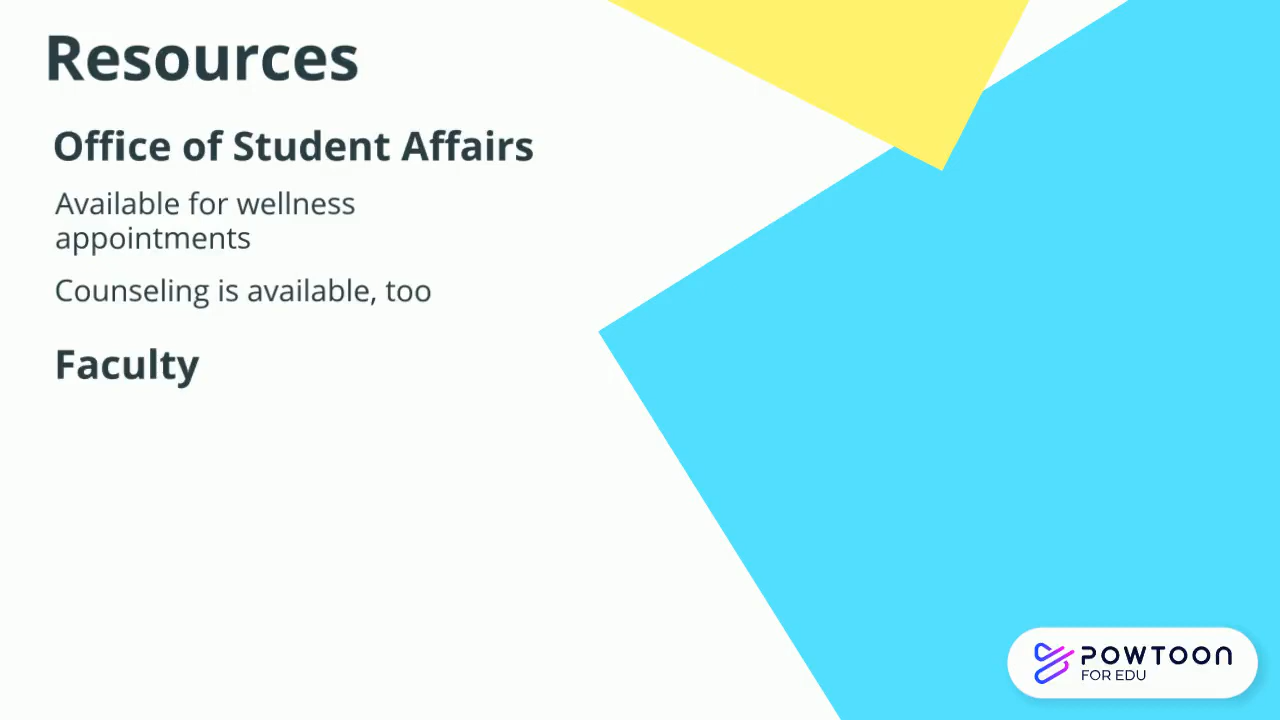 Resources
Office of Student Affairs
Available for wellness
appointments
Counseling is available, too
Faculty
POWTOON
FOR EDU